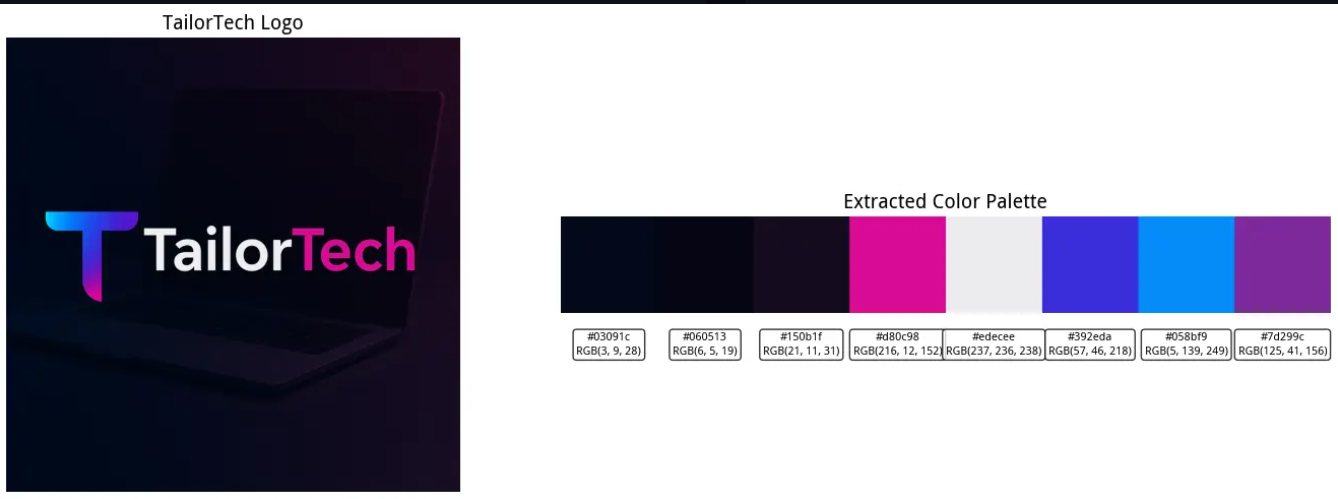 TailorTech Logo
TailorTech
Extracted Color Palette
#03091c
RGB(3, 9, 28)
#060513
RGB(6, 5, 19)
#150b1f
RGB(21, 11, 31)
#d80c98
RGB(216, 12, 152)
#edecee
RGB(237, 236, 238)
#392eda
RGB(57, 46, 218)
#058bf9
RGB(5, 139, 249)
#7d299c
RGB(125, 41, 156)